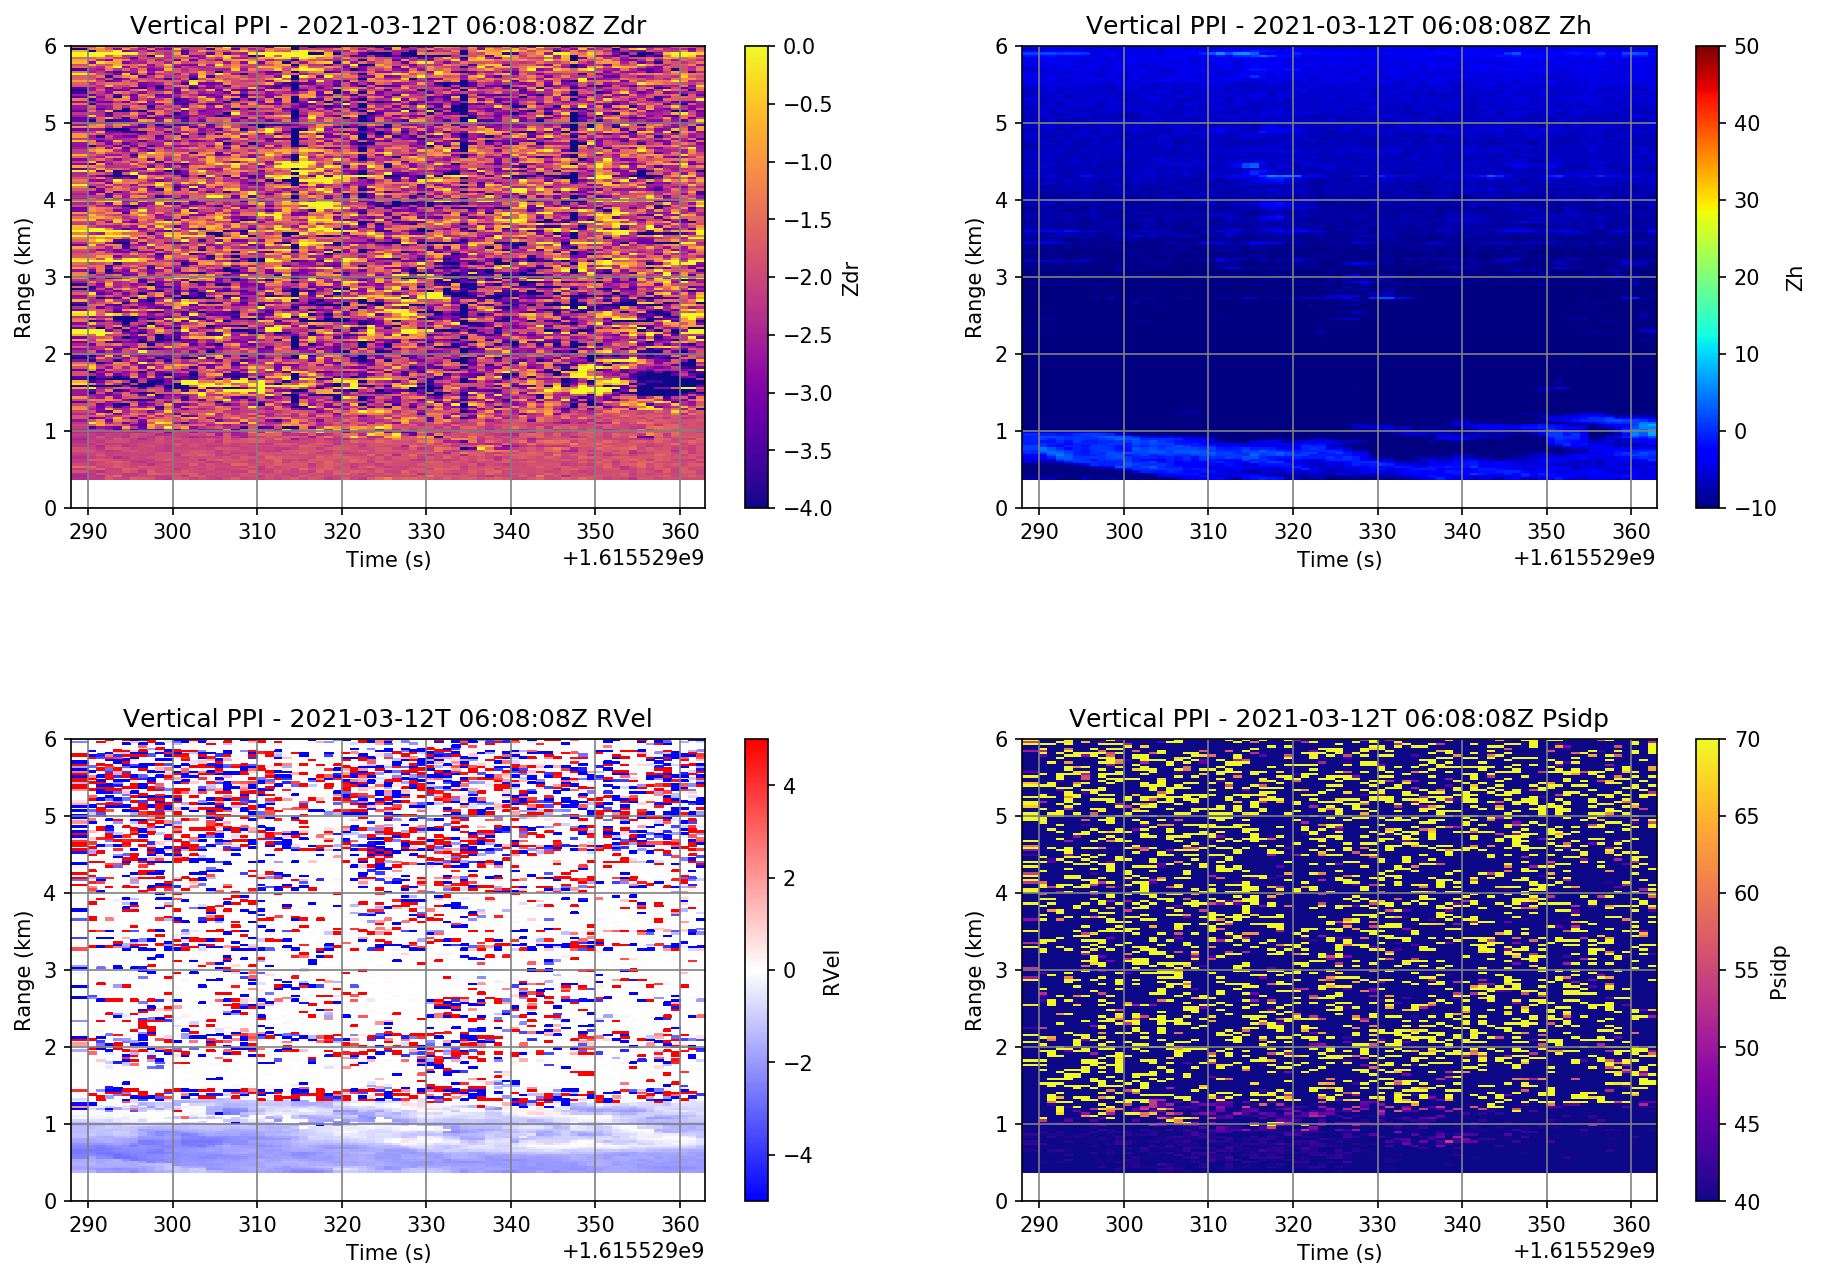 Vertical PPI - 2021-03-12T 06:08:08Z Zdr
6
5
4
3
2
1
0
Range (km)
290 300 310 320 330 340 350 360
Time (s)
+1.615529e9
0.0
−0.5
−1.0
−1.5
−2.0
−2.5
−3.0
−3.5
−4.0
Zdr
Vertical PPI - 2021-03-12T 06:08:08Z Zh
6
5
4
3
2
1
0
Range (km)
290 300 310 320 330 340 350 360
Time (s)
+1.615529e9
50
40
30
20
10
0
−10
Zh
Vertical PPI - 2021-03-12T 06:08:08Z RVel
6
5
4
3
2
1
0
Range (km)
290 300 310 320 330 340 350 360
Time (s)
+1.615529e9
4
2
0
−2
−4
RVel
Vertical PPI - 2021-03-12T 06:08:08Z Psidp
6
5
4
3
2
1
0
Range (km)
290 300 310 320 330 340 350 360
Time (s)
+1.615529e9
70
65
60
55
50
45
40
Psidp